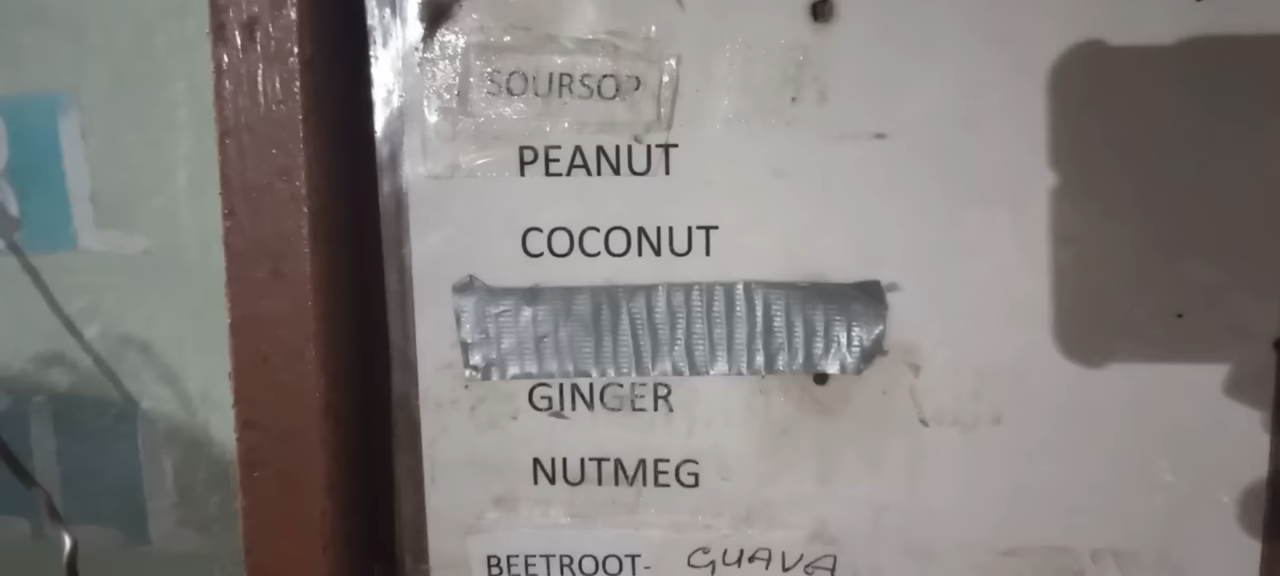 SOURSOP
PEANUT
COCONUT
GINGER
NUTMEG
BEETROOT- GUAVA